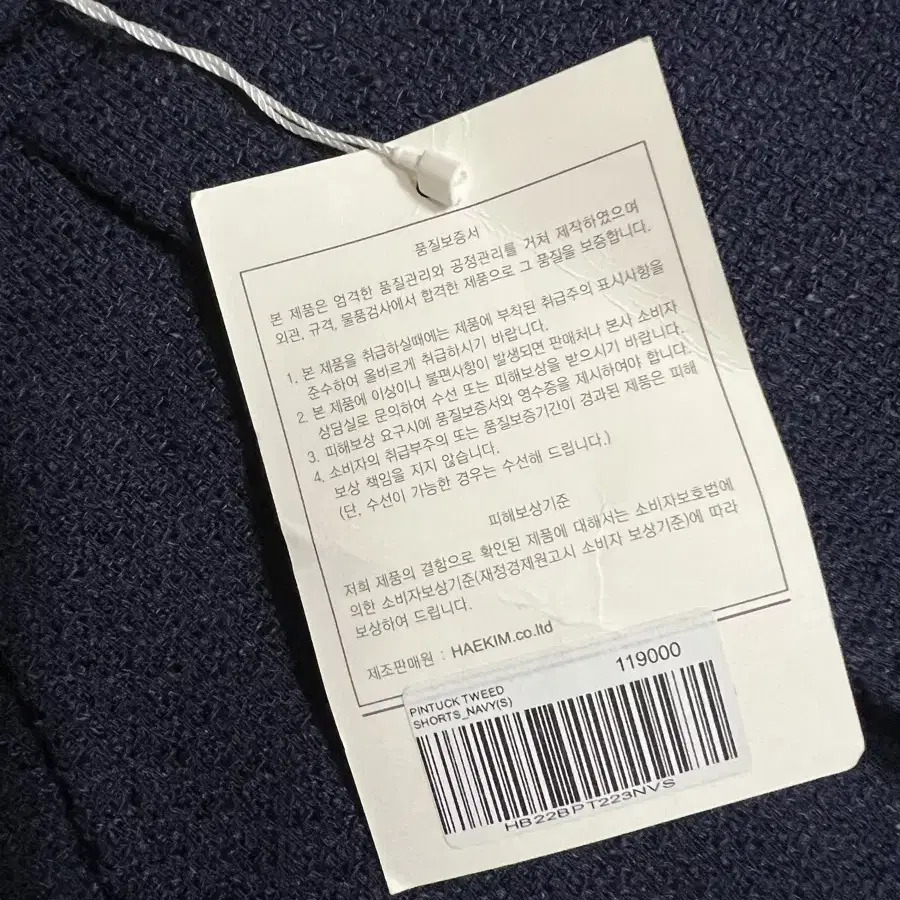 품질보증서
본 제품은 엄격한 품질관리와 공정관리를 거쳐 제작하였으며
외관, 규격, 물품검사에서 합격한 제품으로 그 품질을 보증합니다.
1. 본 제품을 취급하실때에는 제품에 부착된 취급주의 표시사항을
준수하여 올바르게 취급하시기 바랍니다.
2. 본 제품에 이상이나 불편사항이 발생되면 판매처나 본사 소비자
상담실로 문의하여 수선 또는 피해보상을 받으시기 바랍니다.
3. 피해보상 요구시에 품질보증서와 영수증을 제시하여야 합니다.
4. 소비자의 취급부주의 또는 품질보증기간이 경과된 제품은 피해
보상 책임을 지지 않습니다.
(단, 수선이 가능한 경우는 수선해 드립니다.)
피해보상기준
저희 제품의 결함으로 확인된 제품에 대해서는 소비자보호법에
의한 소비자보상기준(재정경제원고시 소비자 보상기준)에 따라
보상하여 드립니다.
제조판매원 : HAEKIM.co.ltd
119000
PINTUCK TWEED
SHORTS_NAVY(S)
HB22BPT223NVS